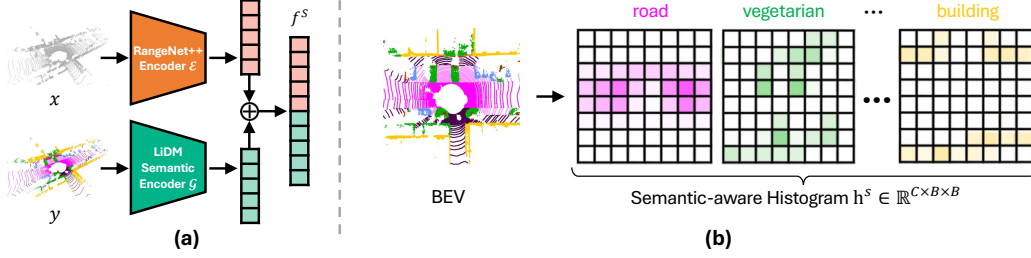 x
RangeNet++
Encoder ℰ
y
LiDM
Semantic
Encoder 𝒢
f^S
(a)
BEV
road
vegetarian
...
building
...
Semantic-aware Histogram h^s ∈ ℝ^{C×B×B}
(b)